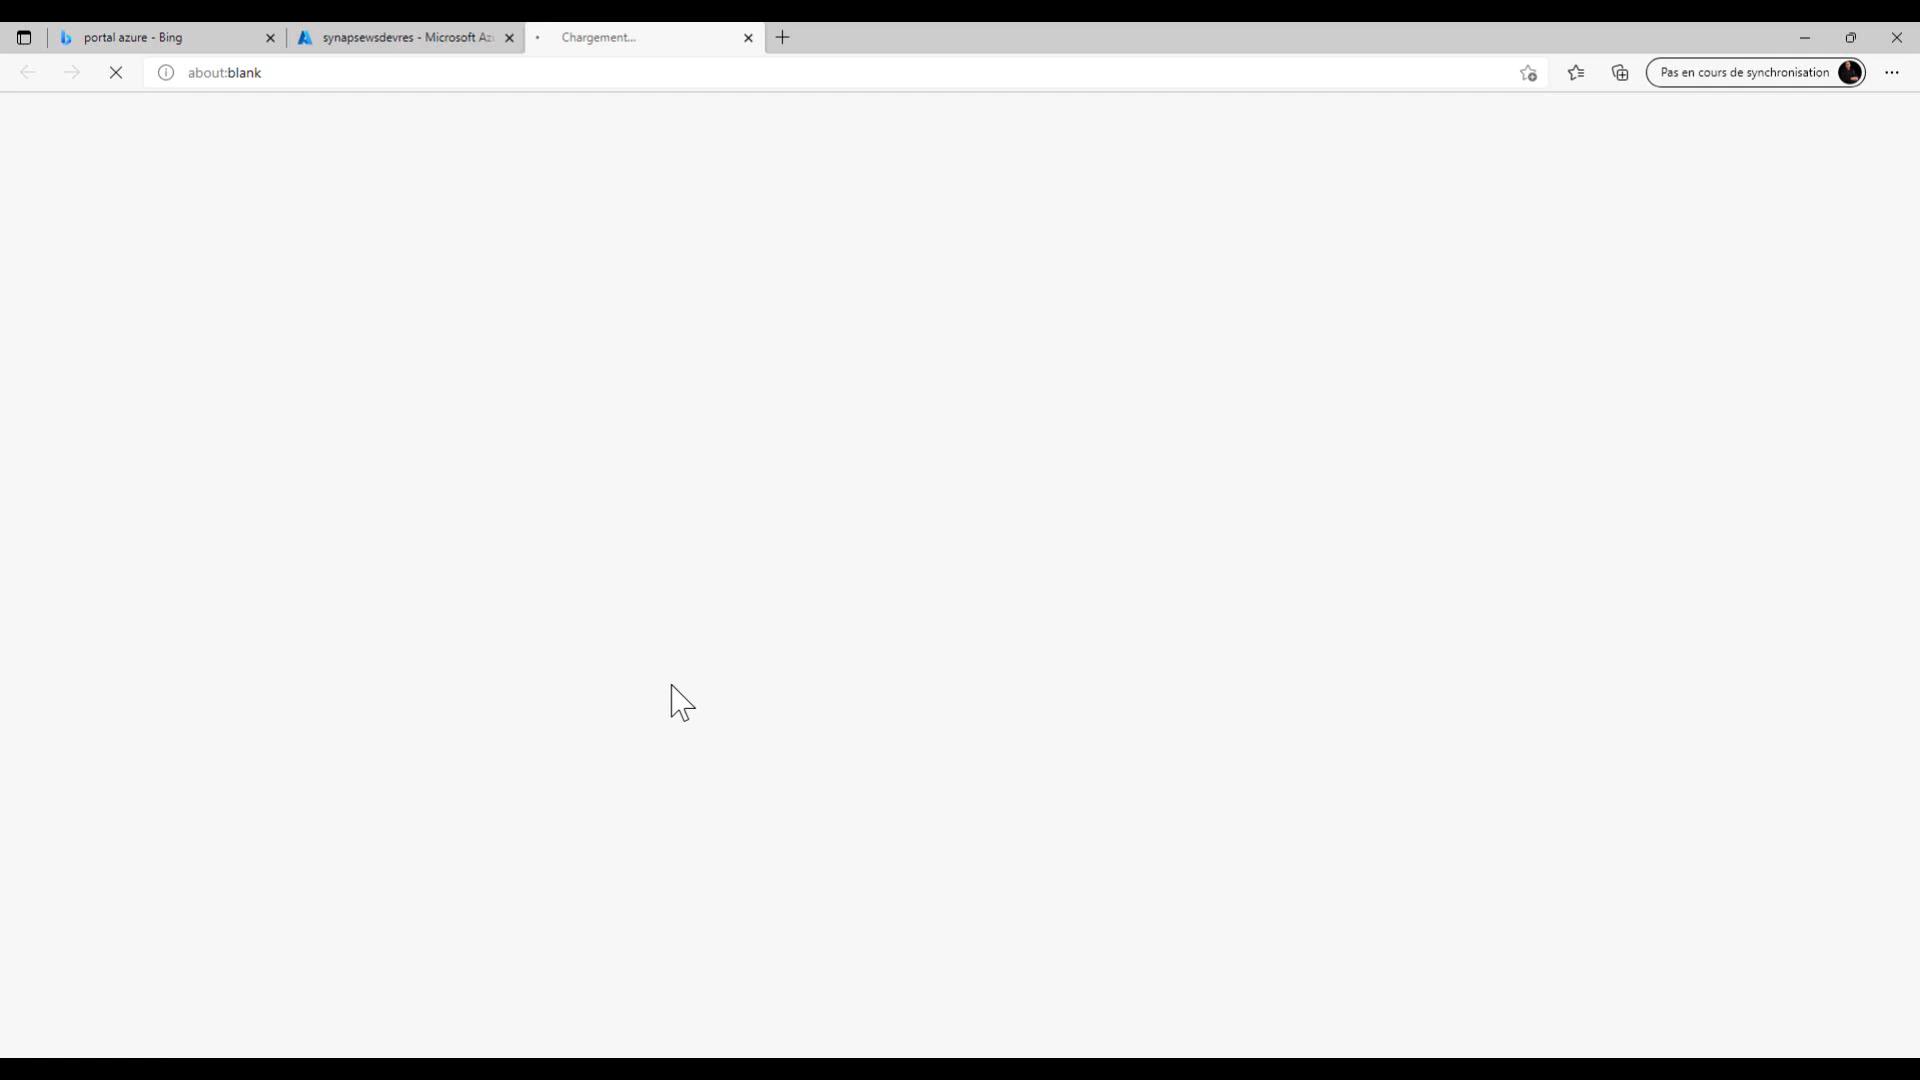 portal azure - Bing
synapsewsdevres - Microsoft Az
Chargement...
about:blank
Pas en cours de synchronisation